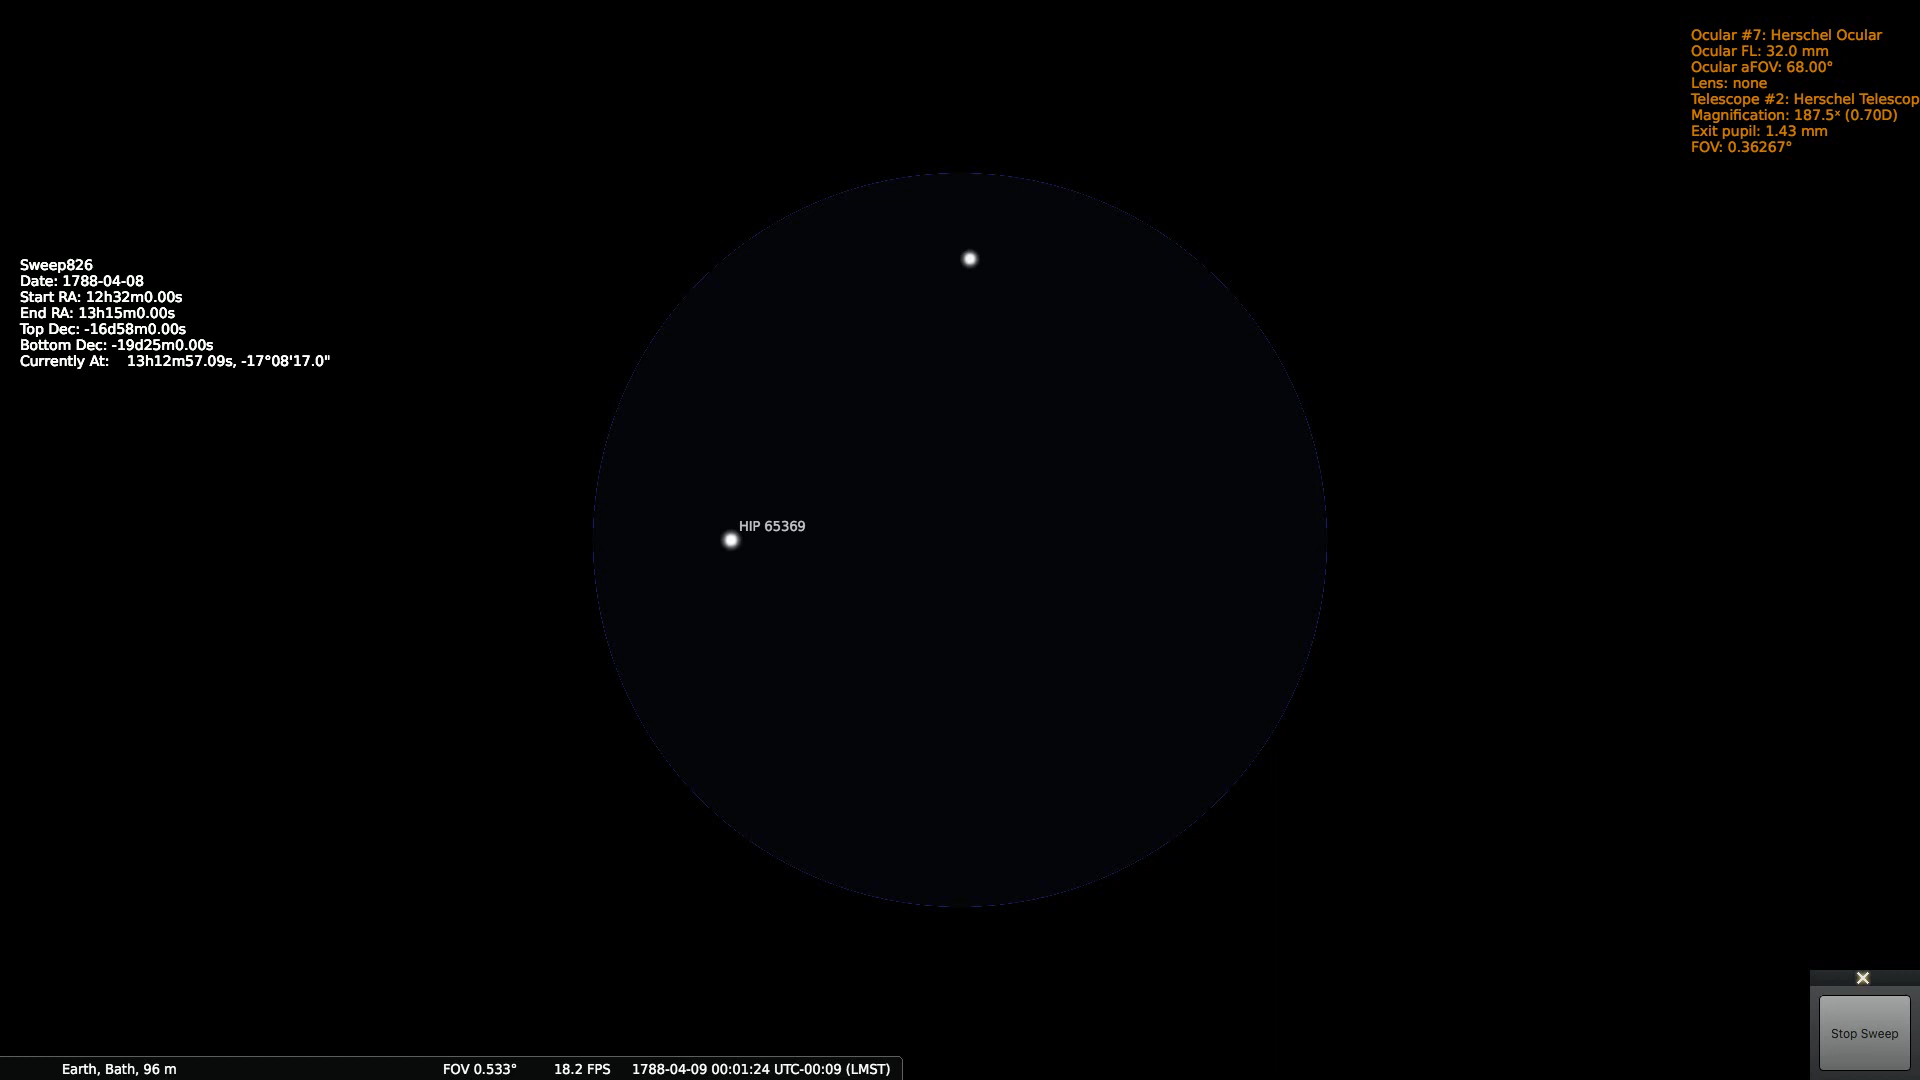 Ocular #7: Herschel Ocular
Ocular FL: 32.0 mm
Ocular aFOV: 68.00°
Lens: none
Telescope #2: Herschel Telescop
Magnification: 187.5ˣ (0.70D)
Exit pupil: 1.43 mm
FOV: 0.36267°
Sweep826
Date: 1788-04-08
Start RA: 12h32m0.00s
End RA: 13h15m0.00s
Top Dec: -16d58m0.00s
Bottom Dec: -19d25m0.00s
Currently At: 13h12m57.09s, -17°08'17.0"
HIP 65369
Stop Sweep
Earth, Bath, 96 m FOV 0.533° 18.2 FPS 1788-04-09 00:01:24 UTC-00:09 (LMST)